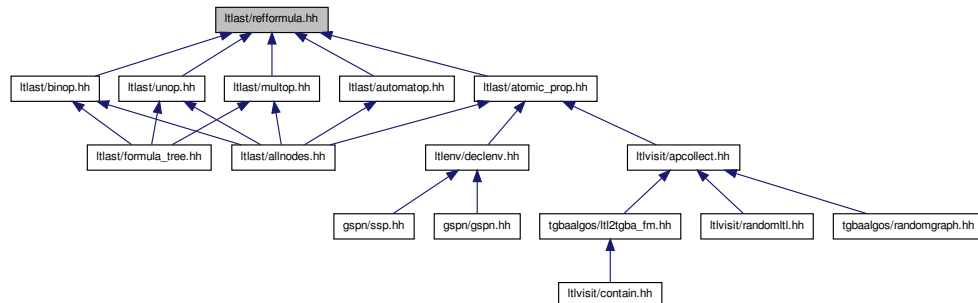 ltlast/refformula.hh
ltlast/binop.hh
ltlast/unop.hh
ltlast/multop.hh
ltlast/automatop.hh
ltlast/atomic_prop.hh
ltlast/formula_tree.hh
ltlast/allnodes.hh
ltlenv/declenv.hh
ltlvisit/apcollect.hh
gspn/ssp.hh
gspn/gspn.hh
tgbaalgos/ltl2tgba_fm.hh
ltlvisit/randomltl.hh
tgbaalgos/randomgraph.hh
ltlvisit/contain.hh